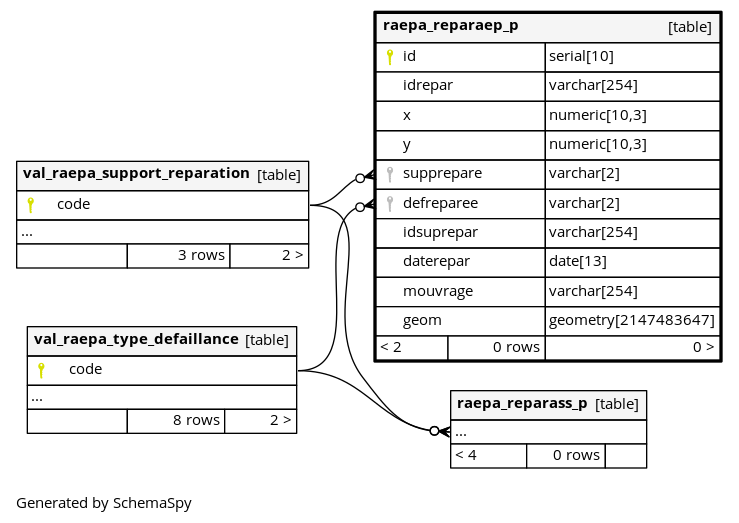 raepa_reparaep_p [table]
id serial[10]
idrepar varchar[254]
x numeric[10,3]
y numeric[10,3]
supprepare varchar[2]
defreparee varchar[2]
idsuprepar varchar[254]
daterepar date[13]
mouvrage varchar[254]
geom geometry[2147483647]
< 2 0 rows 0 >
val_raepa_support_reparation [table]
code
...
3 rows 2 >
val_raepa_type_defaillance [table]
code
...
8 rows 2 >
raepa_reparass_p [table]
...
< 4 0 rows
Generated by SchemaSpy